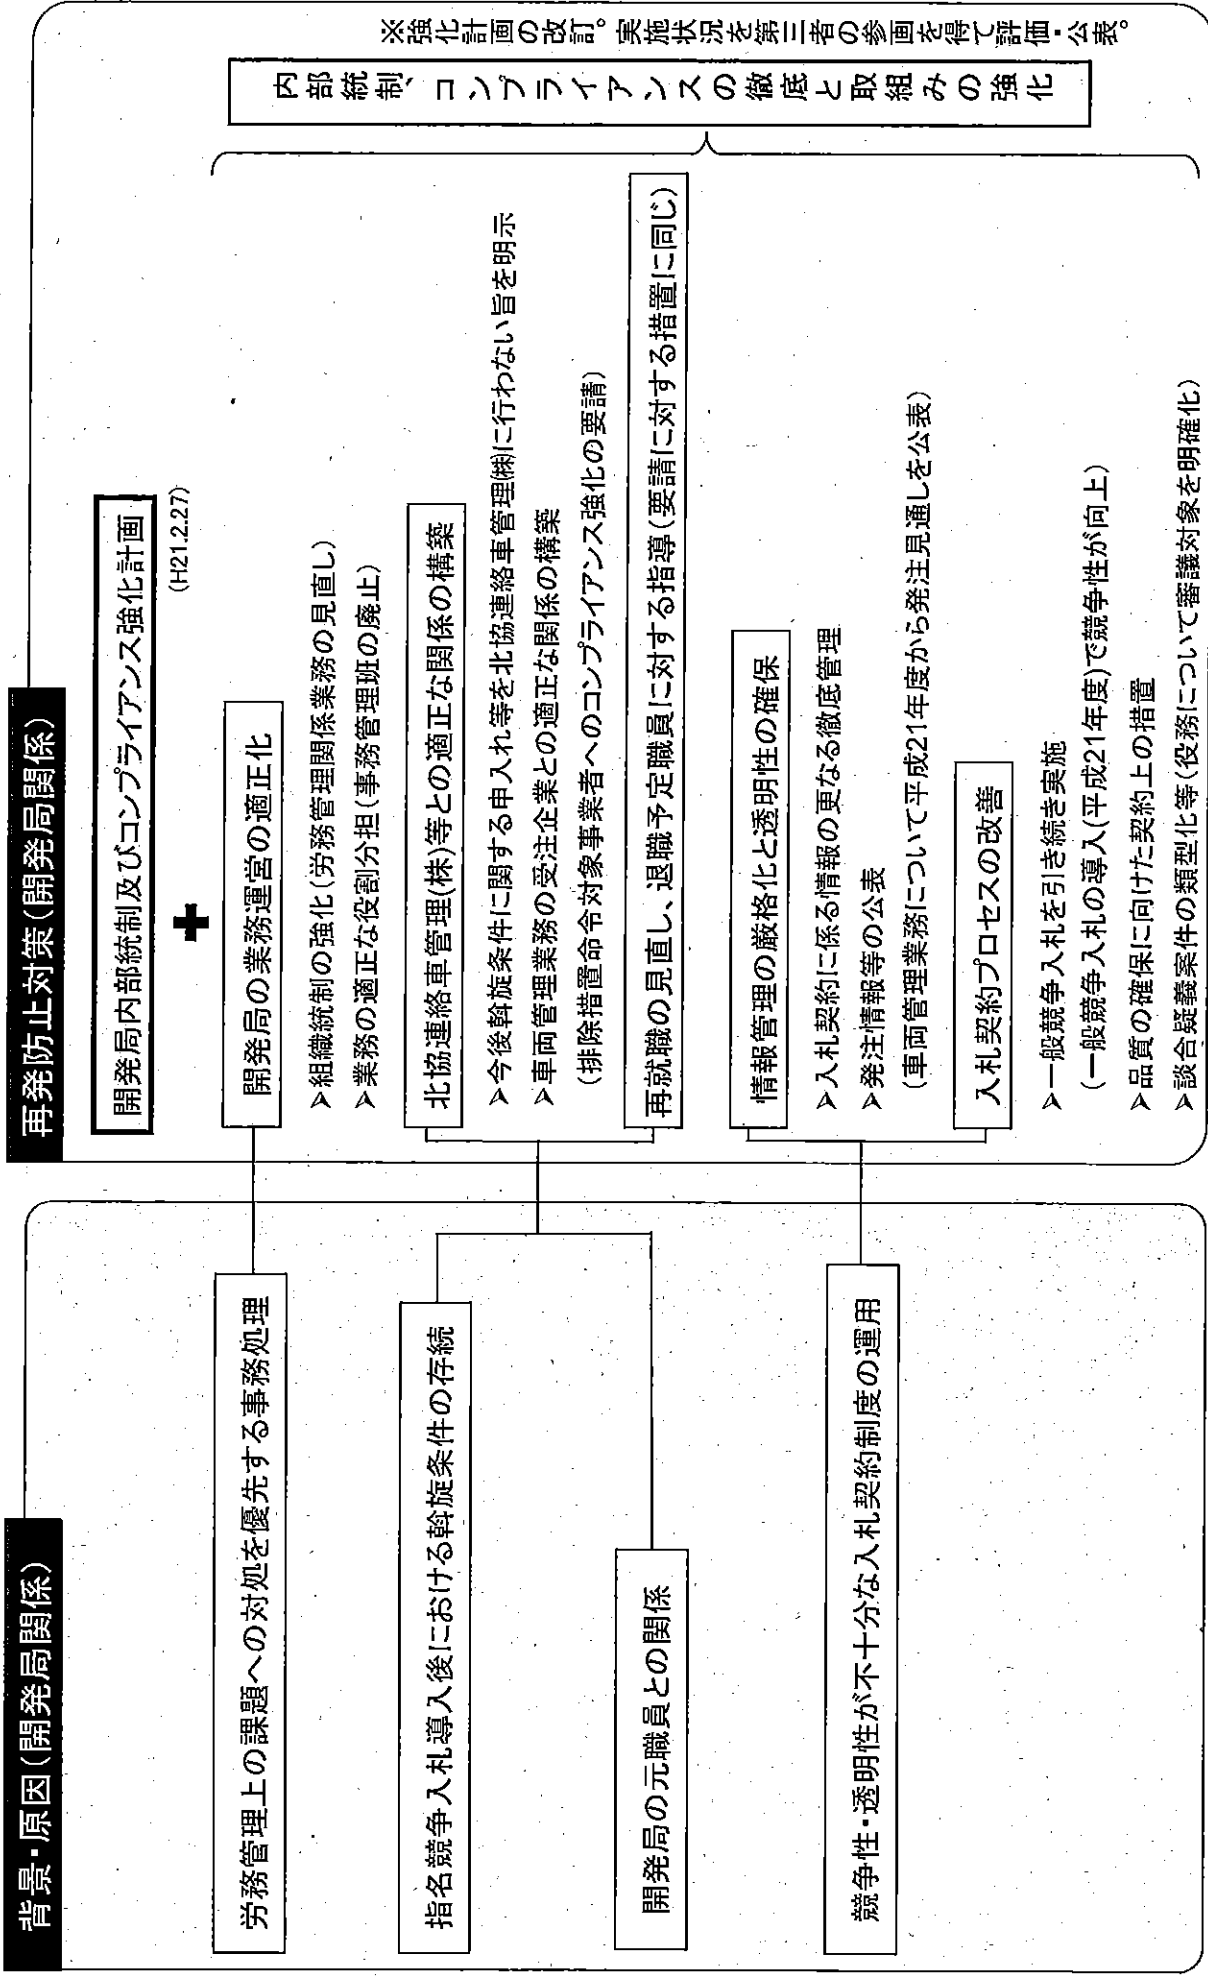 背景・原因(開発局関係)
労務管理上の課題への対処を優先する事務処理
指名競争入札導入後における斡旋条件の存続
開発局の元職員との関係
競争性・透明性が不十分な入札契約制度の運用
再発防止対策(開発局関係)
開発局内部統制及びコンプライアンス強化計画
(H21.2.27)
✚
開発局の業務運営の適正化
➢組織統制の強化(労務管理関係業務の見直し)
➢業務の適正な役割分担(事務管理班の廃止)
北協連絡車管理(株)等との適正な関係の構築
➢今後斡旋条件に関する申入れ等を北協連絡車管理㈱に行わない旨を明示
➢車両管理業務の受注企業との適正な関係の構築
(排除措置命令対象事業者へのコンプライアンス強化の要請)
再就職の見直し、退職予定職員に対する指導(要請に対する措置に同じ)
情報管理の厳格化と透明性の確保
➢入札契約に係る情報の更なる徹底管理
➢発注情報等の公表
(車両管理業務について平成21年度から発注見通しを公表)
入札契約プロセスの改善
➢一般競争入札を引き続き実施
(一般競争入札の導入(平成21年度)で競争性が向上)
➢品質の確保に向けた契約上の措置
➢談合疑義案件の類型化等(役務について審議対象を明確化)
内部統制、コンプライアンスの徹底と取組みの強化
※強化計画の改訂。実施状況を第三者の参画を得て評価・公表。